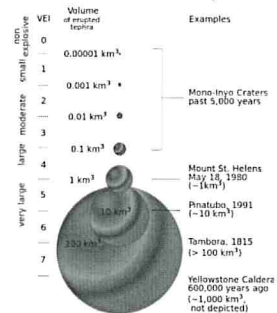 VEI
Volume
of erupted
tephra
Examples
non
explosive
small
moderate
large
very large
0
0.00001 km³
1
0.001 km³
2
0.01 km³
3
0.1 km³
4
1 km³
5
10 km³
6
100 km³
7
Mono-Inyo Craters
past 5,000 years
Mount St. Helens
May 18, 1980
(~1km³)
Pinatubo, 1991
(~10 km³)
Tambora, 1815
(> 100 km³)
Yellowstone Caldera
600,000 years ago
(~1,000 km³,
not depicted)